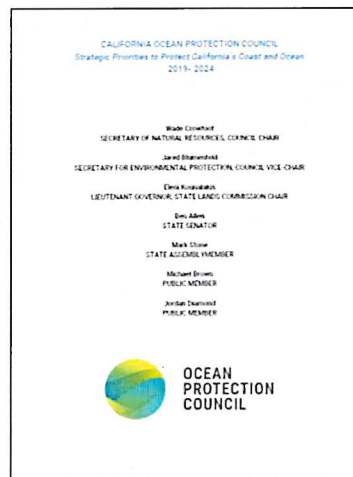 CALIFORNIA OCEAN PROTECTION COUNCIL
Strategic Priorities to Protect California's Coast and Ocean
2019-2024
Wade Crowfoot
SECRETARY OF NATURAL RESOURCES, COUNCIL CHAIR
Jared Blumenfeld
SECRETARY FOR ENVIRONMENTAL PROTECTION, COUNCIL VICE-CHAIR
Eleni Kounalakis
LIEUTENANT GOVERNOR, STATE LANDS COMMISSION CHAIR
Ben Allen
STATE SENATOR
Mark Stone
STATE ASSEMBLYMEMBER
Michael Brown
PUBLIC MEMBER
Jordan Diamond
PUBLIC MEMBER
OCEAN
PROTECTION
COUNCIL